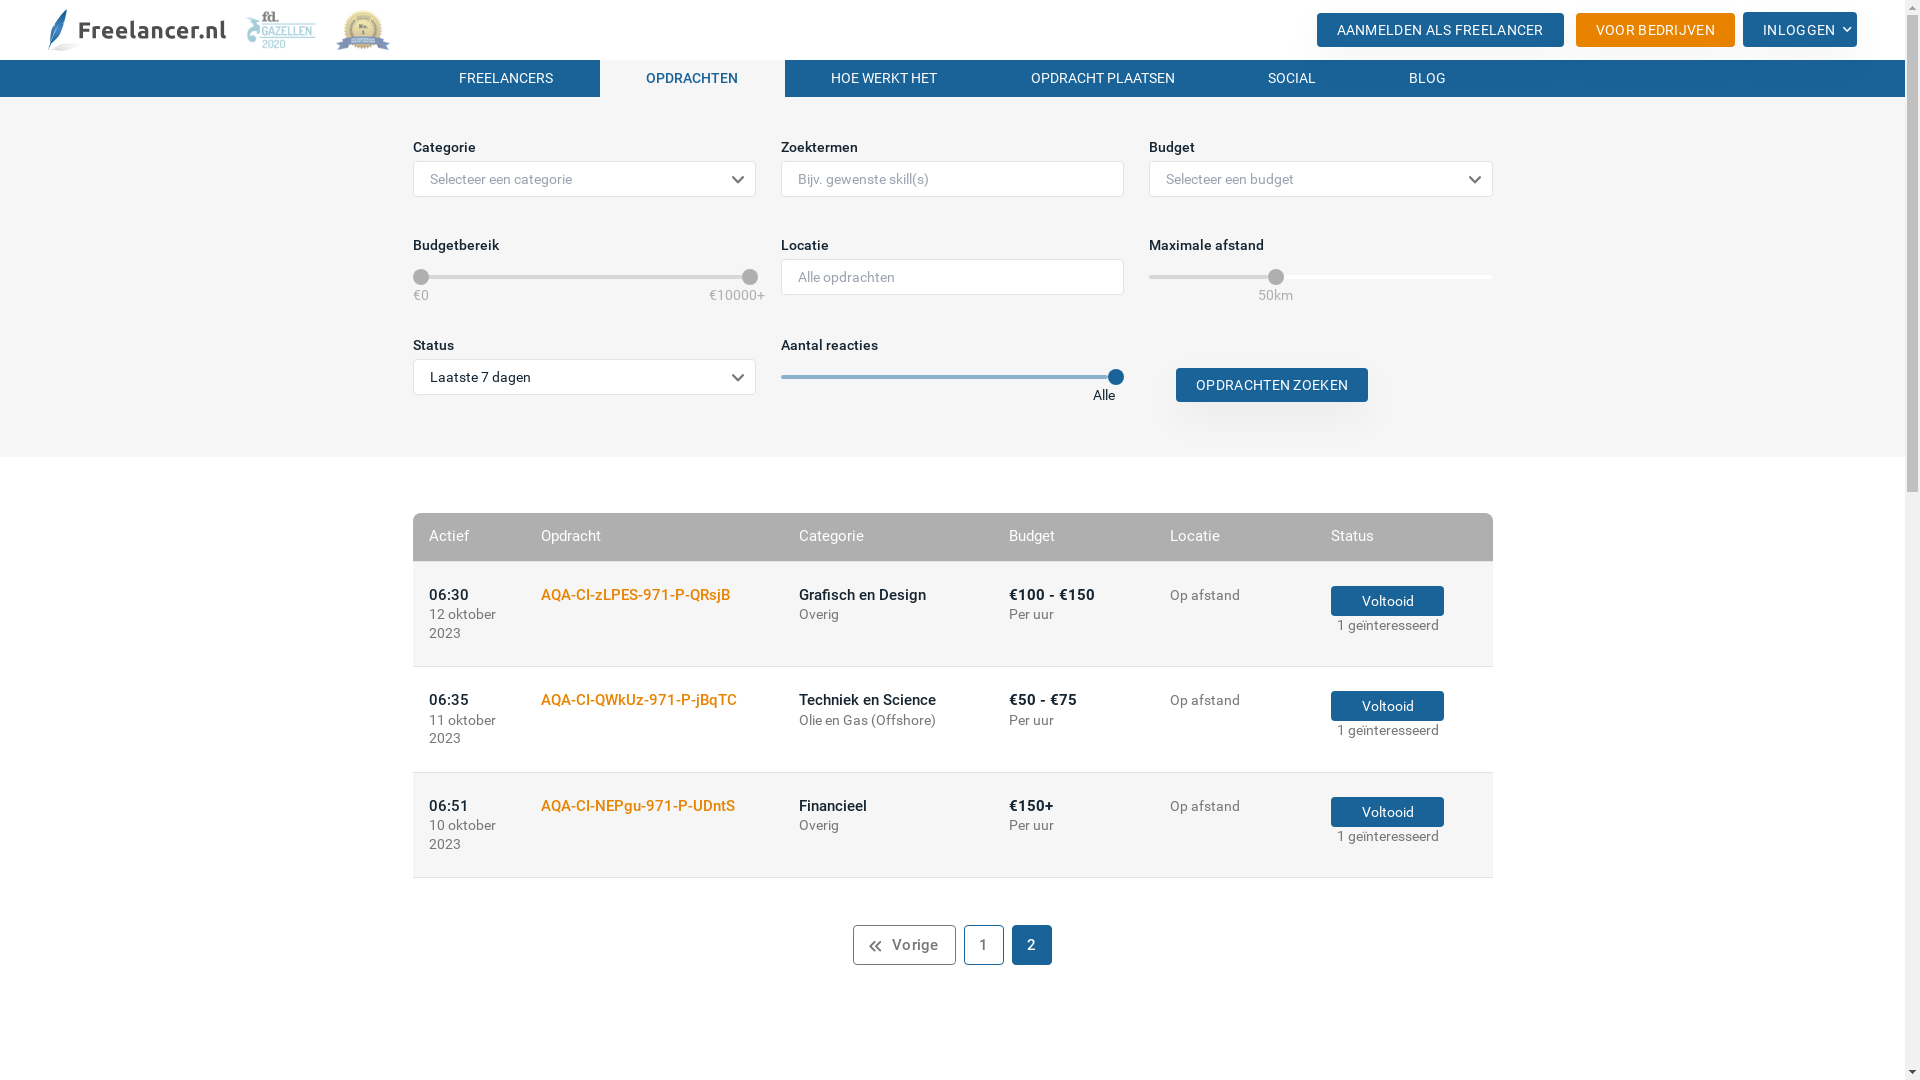 Freelancer.nl
fd.
GAZELLEN
2020
AANMELDEN ALS FREELANCER
VOOR BEDRIJVEN
INLOGGEN
FREELANCERS
OPDRACHTEN
HOE WERKT HET
OPDRACHT PLAATSEN
SOCIAL
BLOG
Categorie
Zoektermen
Budget
Selecteer een categorie
Bijv. gewenste skill(s)
Selecteer een budget
Budgetbereik
Locatie
Maximale afstand
Alle opdrachten
€0
€10000+
50km
Status
Aantal reacties
Laatste 7 dagen
OPDRACHTEN ZOEKEN
Alle
Actief Opdracht Categorie Budget Locatie Status
06:30 AQA-CI-zLPES-971-P-QRsjB Grafisch en Design €100 - €150 Op afstand Voltooid
12 oktober Overig Per uur 1 geïnteresseerd
2023
06:35 AQA-CI-QWkUz-971-P-jBqTC Techniek en Science €50 - €75 Op afstand Voltooid
11 oktober Olie en Gas (Offshore) Per uur 1 geïnteresseerd
2023
06:51 AQA-CI-NEPgu-971-P-UDntS Financieel €150+ Op afstand Voltooid
10 oktober Overig Per uur 1 geïnteresseerd
2023
Vorige 1 2